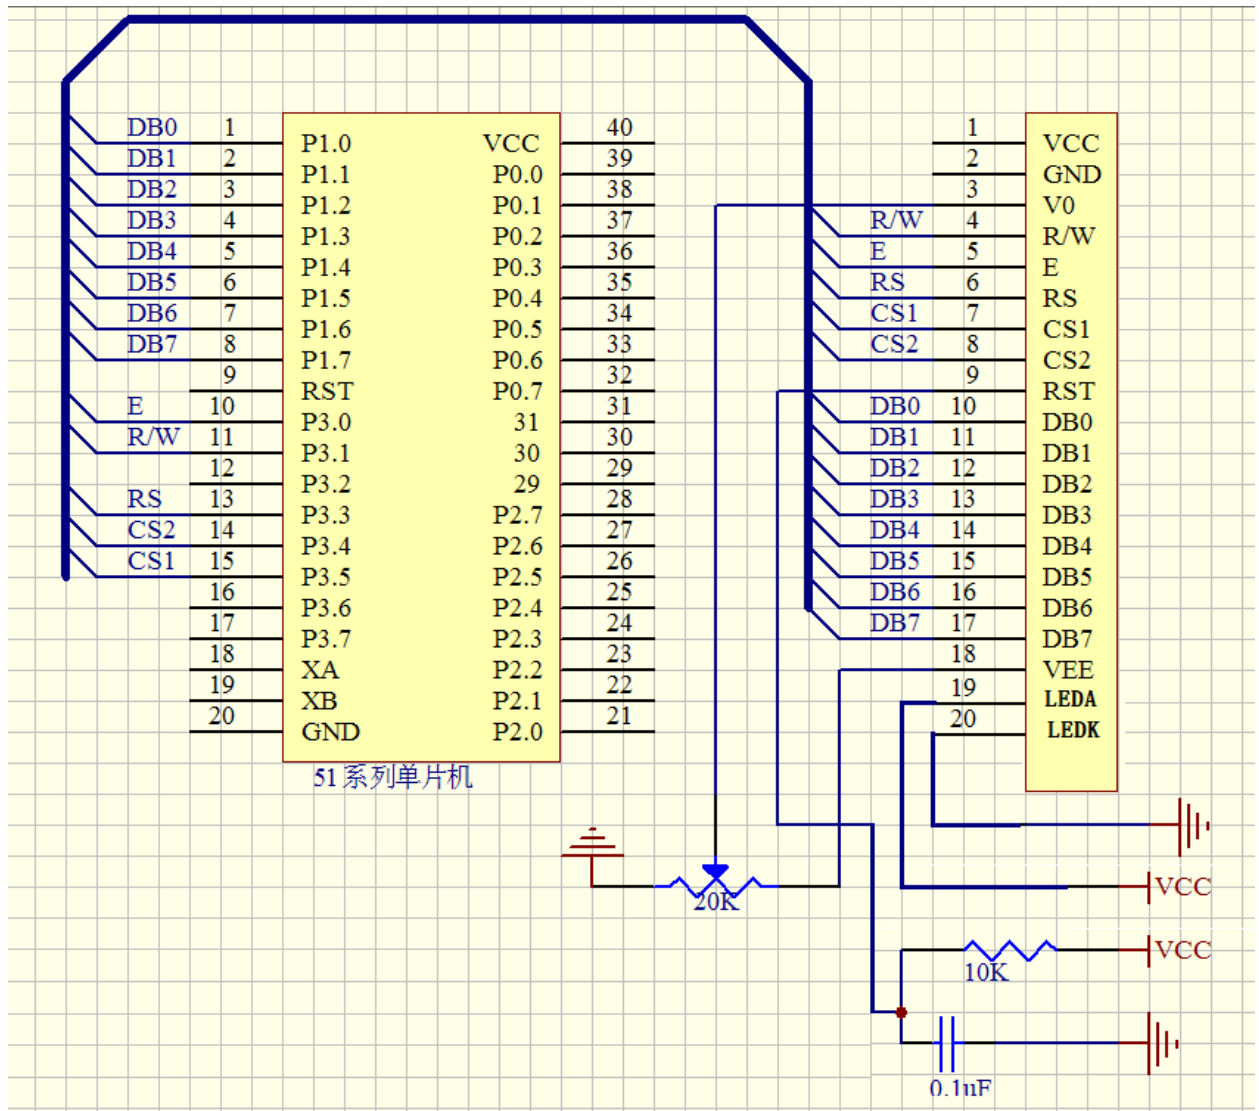 DB0 1 P1.0 VCC 40
DB1 2 P1.1 P0.0 39
DB2 3 P1.2 P0.1 38
DB3 4 P1.3 P0.2 37
DB4 5 P1.4 P0.3 36
DB5 6 P1.5 P0.4 35
DB6 7 P1.6 P0.5 34
DB7 8 P1.7 P0.6 33
9 RST P0.7 32
E 10 P3.0 31 31
R/W 11 P3.1 30 30
12 P3.2 29 29
RS 13 P3.3 P2.7 28
CS2 14 P3.4 P2.6 27
CS1 15 P3.5 P2.5 26
16 P3.6 P2.4 25
17 P3.7 P2.3 24
18 XA P2.2 23
19 XB P2.1 22
20 GND P2.0 21
51系列单片机
1 VCC
2 GND
3 V0
R/W 4 R/W
E 5 E
RS 6 RS
CS1 7 CS1
CS2 8 CS2
9 RST
DB0 10 DB0
DB1 11 DB1
DB2 12 DB2
DB3 13 DB3
DB4 14 DB4
DB5 15 DB5
DB6 16 DB6
DB7 17 DB7
18 VEE
19 LEDA
20 LEDK
20K
VCC
VCC
10K
0.1uF